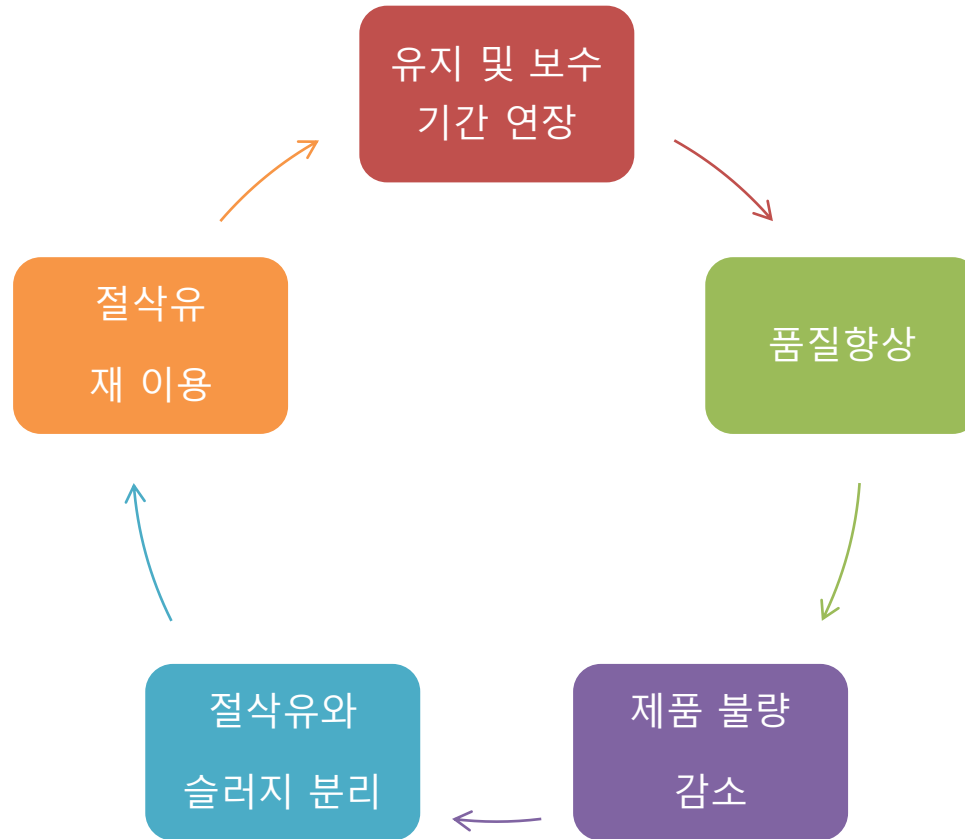 유지 및 보수
기간 연장
품질향상
제품 불량
감소
절삭유와
슬러지 분리
절삭유
재 이용